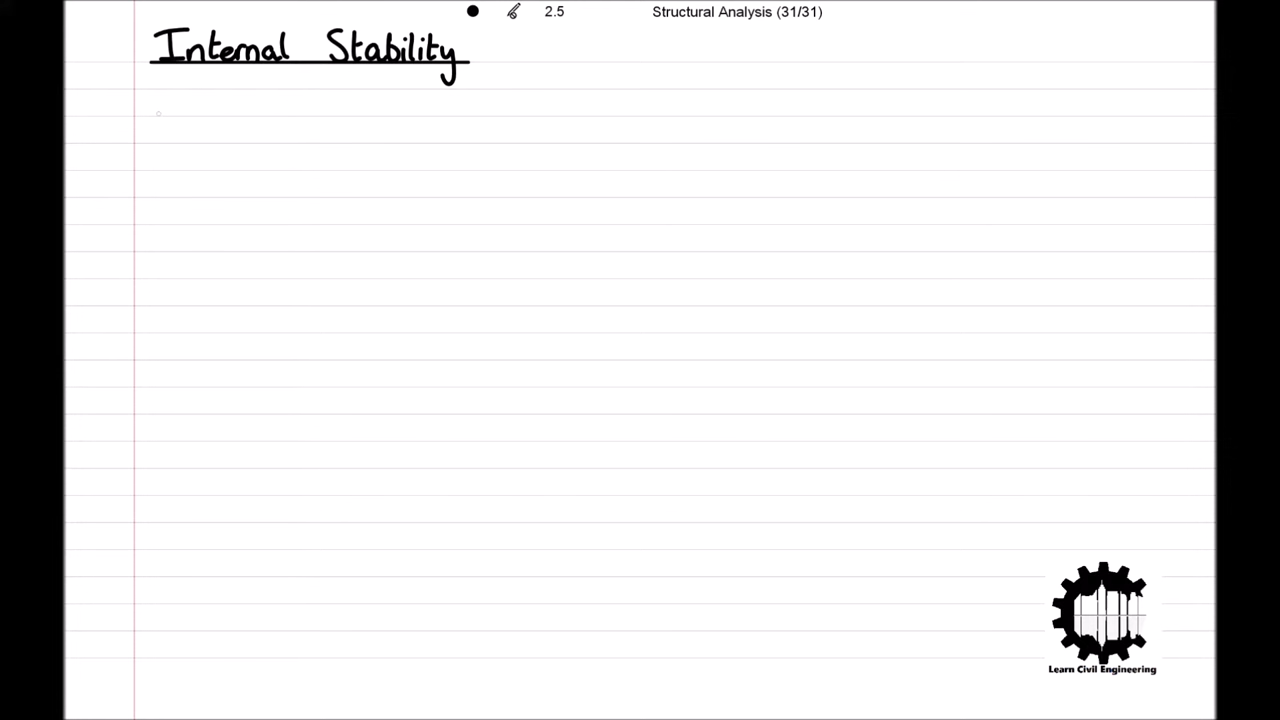 2.5 Structural Analysis (31/31)
Internal Stability
Learn Civil Engineering